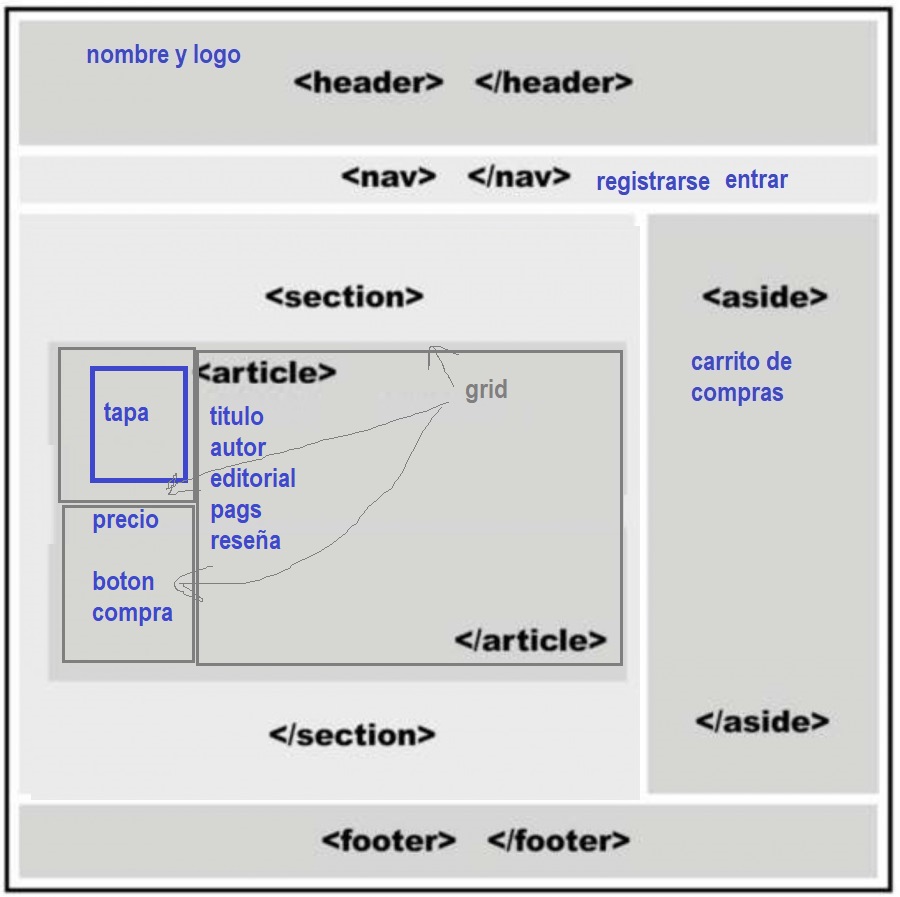 nombre y logo
<header> </header>
<nav> </nav> registrarse entrar
<section>
<aside>
carrito de
compras
<article>
grid
tapa
titulo
autor
editorial
pags
reseña
precio
boton
compra
</article>
</aside>
</section>
<footer> </footer>